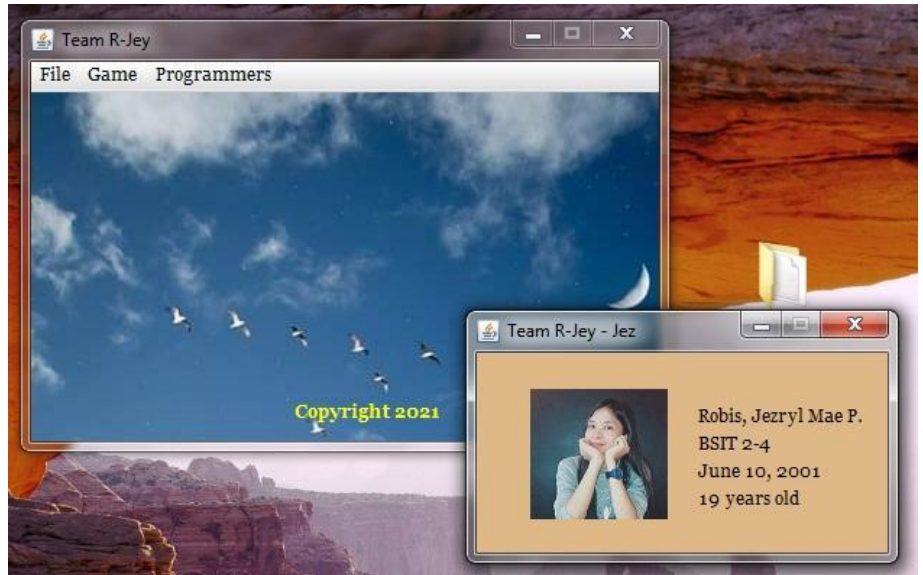 Team R-Jey
File Game Programmers
Copyright 2021
Team R-Jey - Jez
Robis, Jezryl Mae P.
BSIT 2-4
June 10, 2001
19 years old